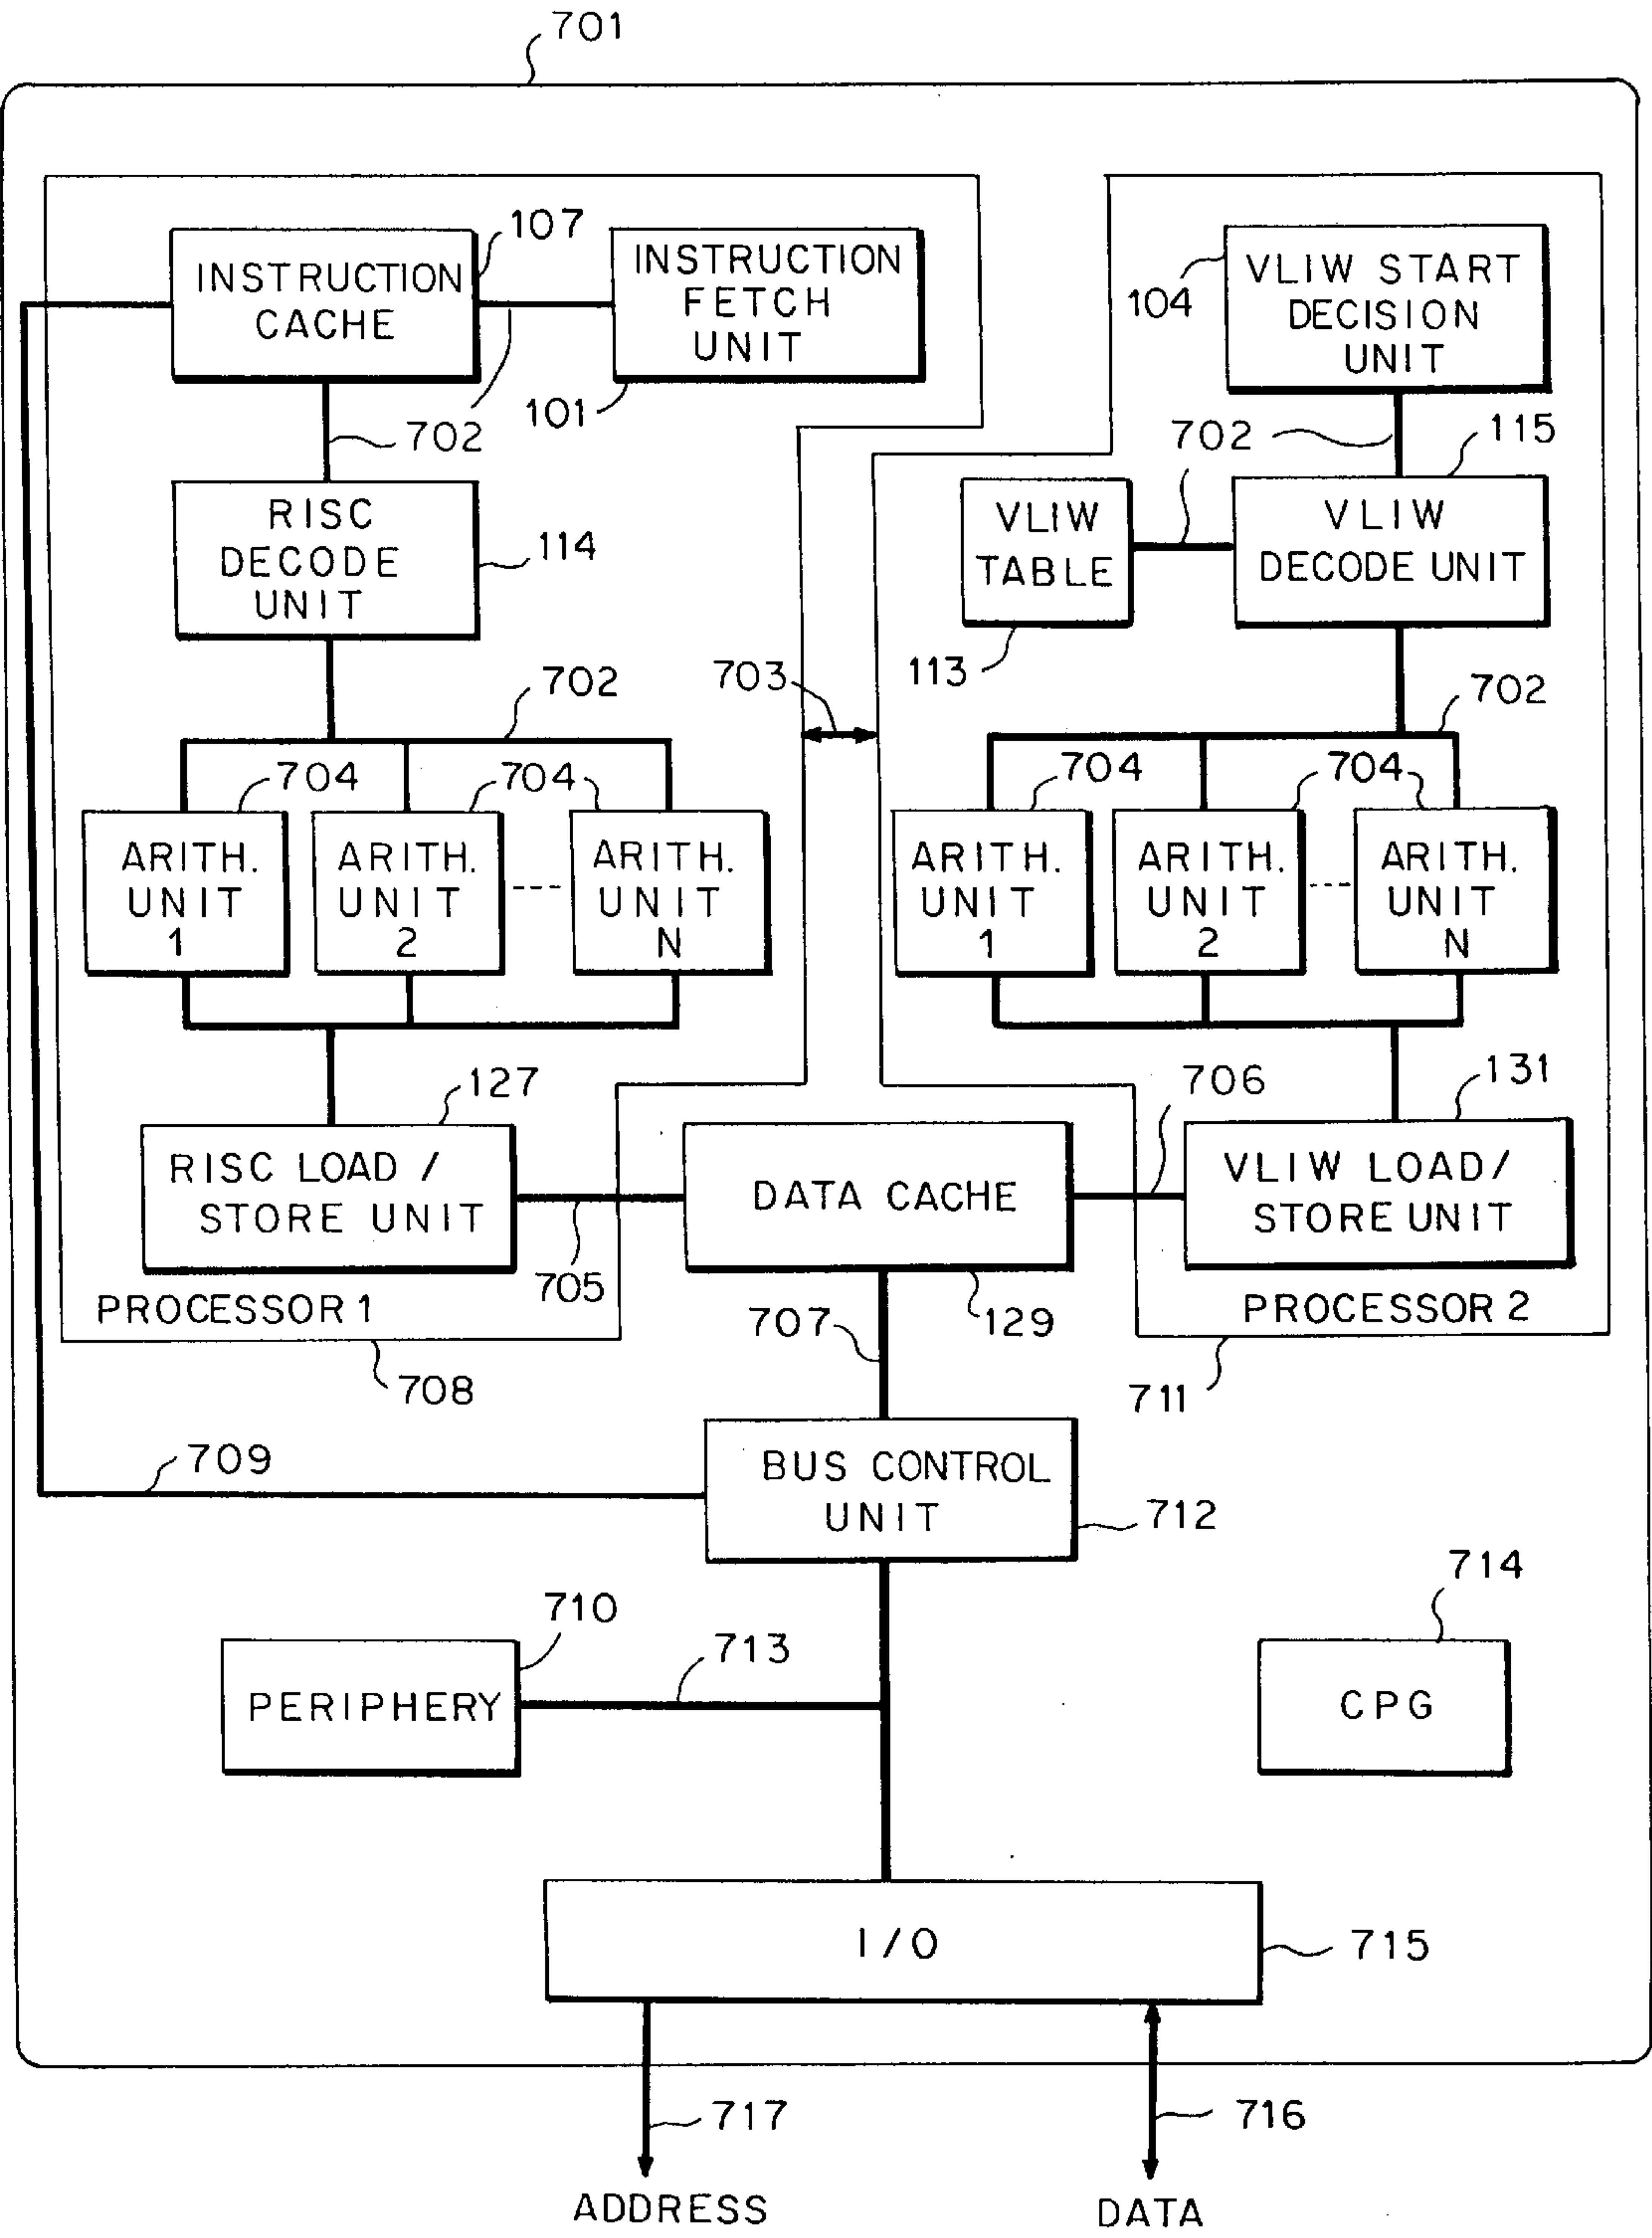 701
107
INSTRUCTION
CACHE
INSTRUCTION
FETCH
UNIT
101
702
104
VLIW START
DECISION
UNIT
702
115
RISC
DECODE
UNIT
114
VLIW
TABLE
113
VLIW
DECODE UNIT
703
702
702
704
704
704
704
ARITH.
UNIT
1
ARITH.
UNIT
2
ARITH.
UNIT
N
ARITH.
UNIT
1
ARITH.
UNIT
2
ARITH.
UNIT
N
127
706
131
RISC LOAD /
STORE UNIT
705
DATA CACHE
129
VLIW LOAD/
STORE UNIT
PROCESSOR 1
708
707
PROCESSOR 2
711
709
BUS CONTROL
UNIT
712
710
PERIPHERY
713
714
CPG
I/O
715
717
716
ADDRESS
DATA